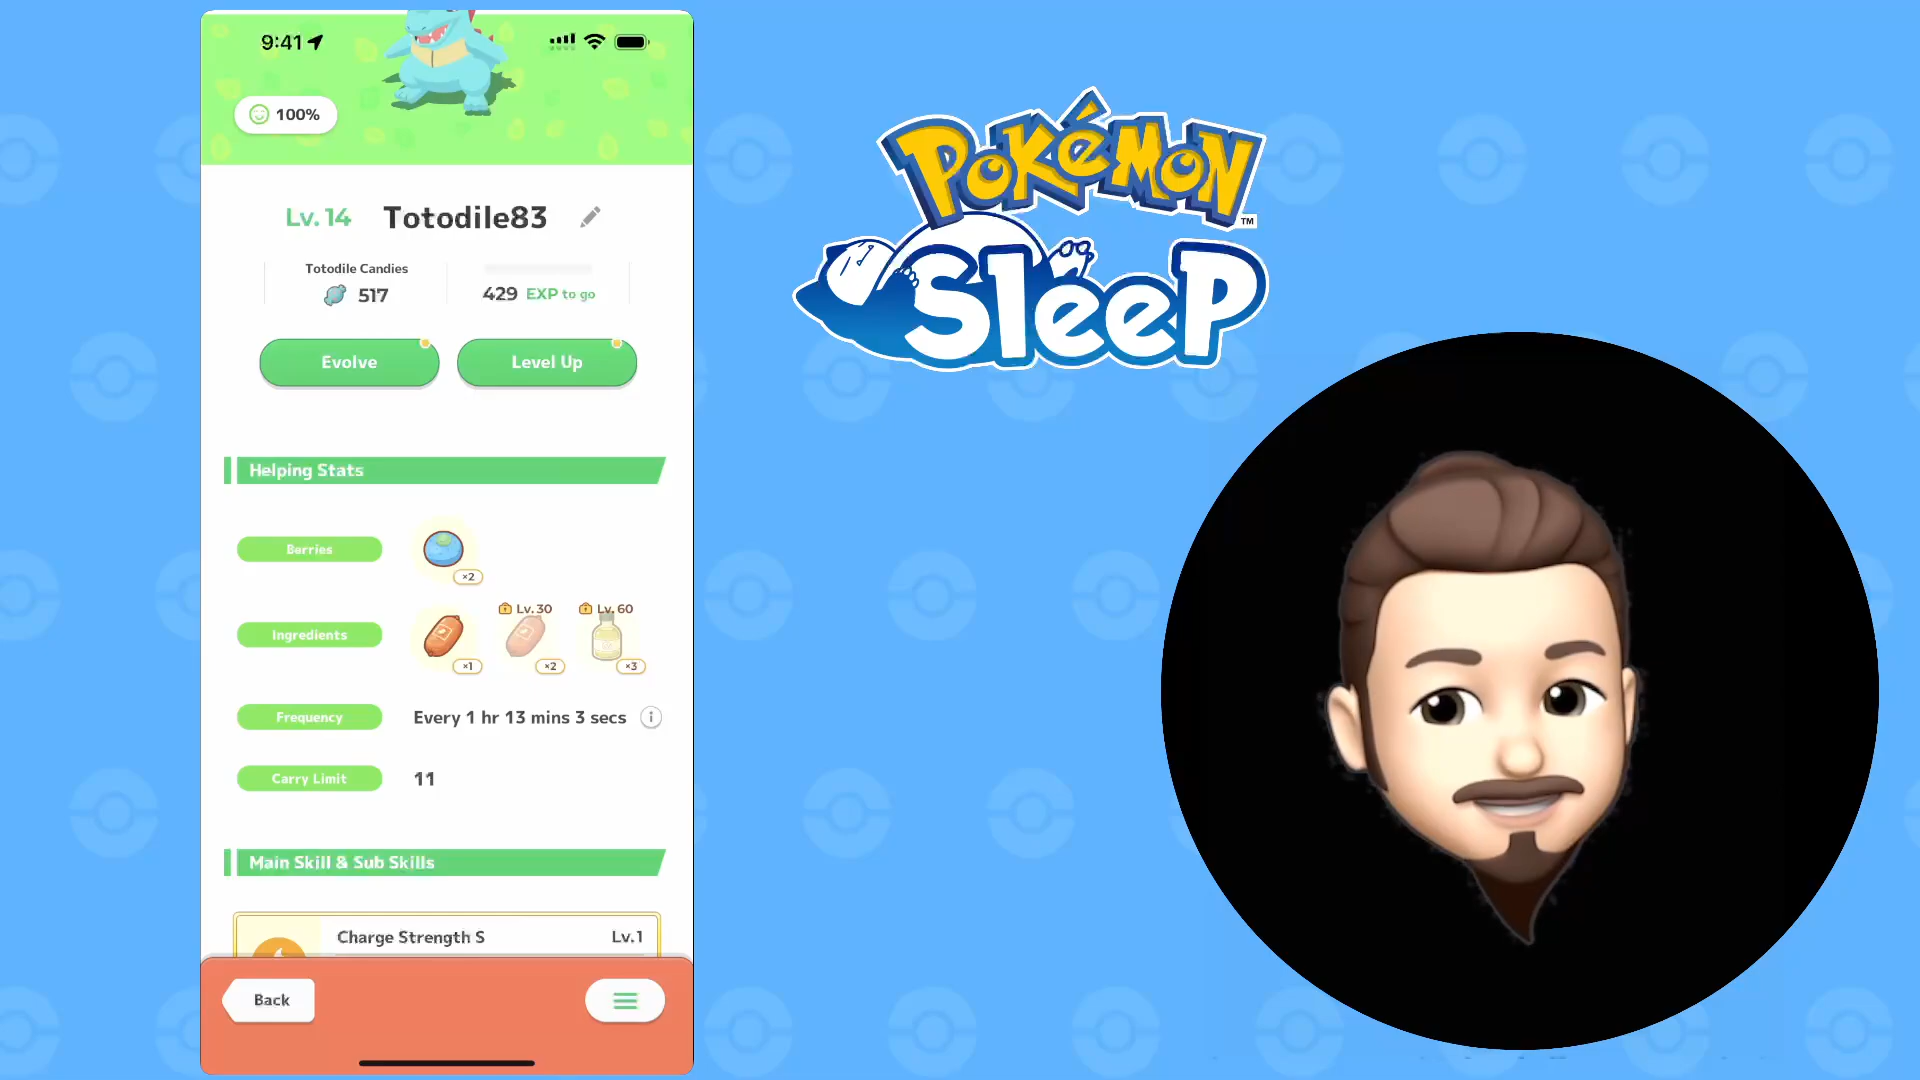 9:41
100%
Lv.14 Totodile83
Totodile Candies
517
429 EXP to go
Evolve
Level Up
Helping Stats
Berries
×2
Ingredients
Lv.30
Lv.60
×1
×2
×3
Frequency
Every 1 hr 13 mins 3 secs
Carry Limit
11
Main Skill & Sub Skills
Charge Strength S
Lv.1
Back
POKéMON
TM
Sleep